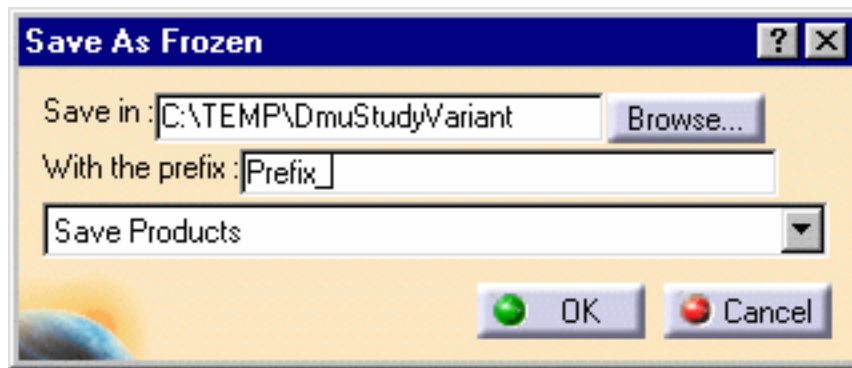 Save As Frozen ? X
Save in : C:\TEMP\DmuStudyVariant Browse...
With the prefix : Prefix_
Save Products
OK Cancel